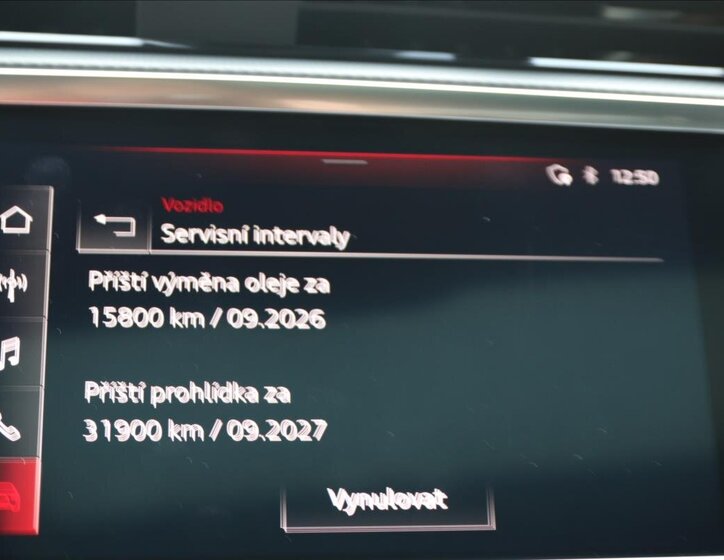 12:50
Vozidlo
Servisní intervaly
Příští výměna oleje za
15800 km / 09.2026
Příští prohlídka za
31900 km / 09.2027
Vynulovat